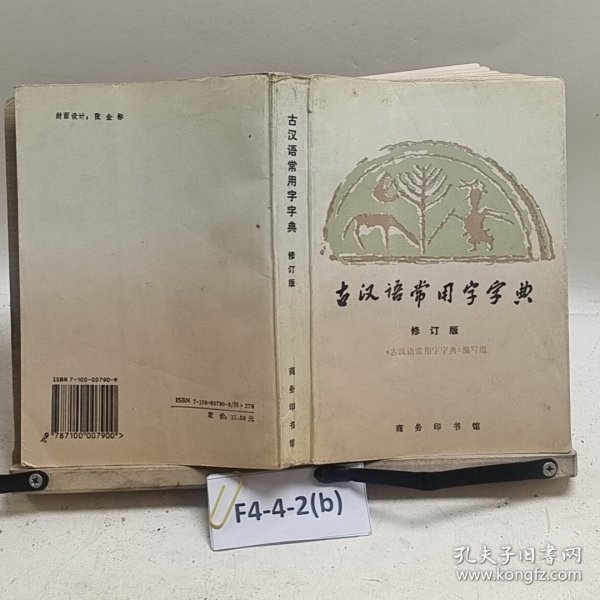 封面设计：张金标
ISBN 7-100-00790-9
9 787100 007900>
ISBN 7-100-00790-9/H·276
定价：11.00元
古汉语常用字字典
修订版
商务印书馆
古汉语常用字字典
修订版
《古汉语常用字字典》编写组
商务印书馆
F4-4-2(b)
孔夫子旧书网
www.kongfz.com